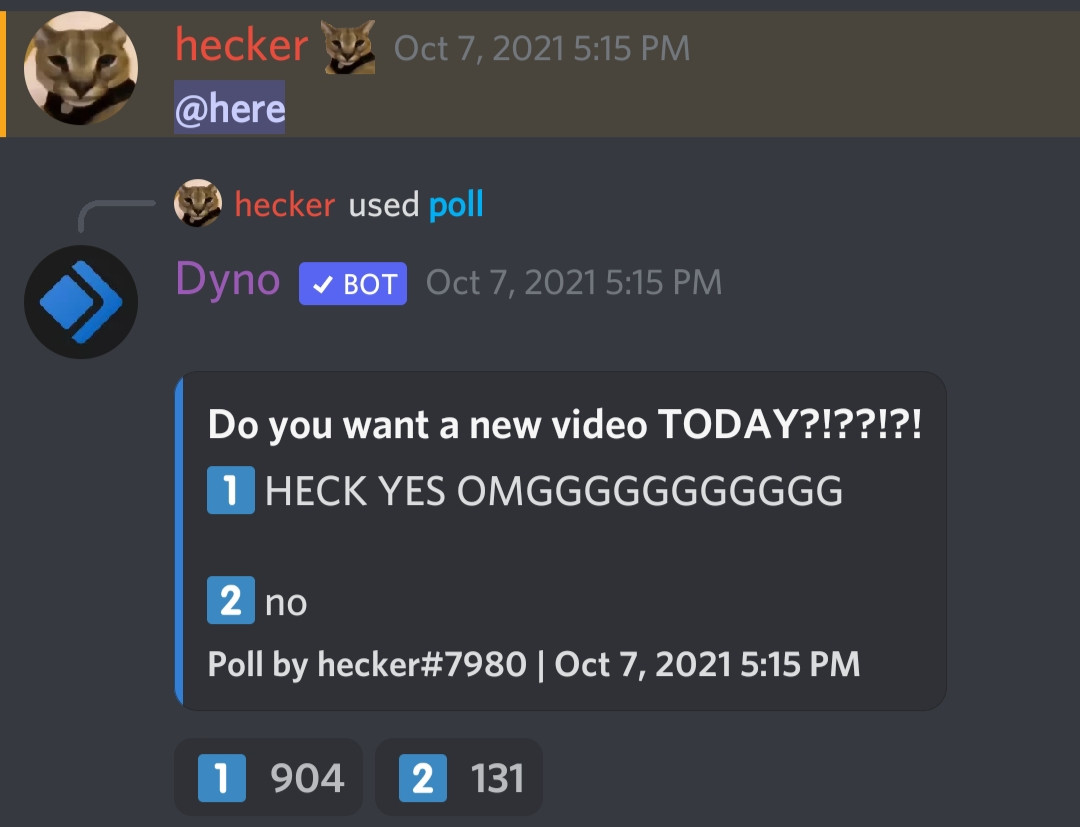 hecker Oct 7, 2021 5:15 PM
@here
hecker used poll
Dyno ✓ BOT Oct 7, 2021 5:15 PM
Do you want a new video TODAY?!??!?!
1 HECK YES OMGGGGGGGGGGG
2 no
Poll by hecker#7980 | Oct 7, 2021 5:15 PM
1 904 2 131